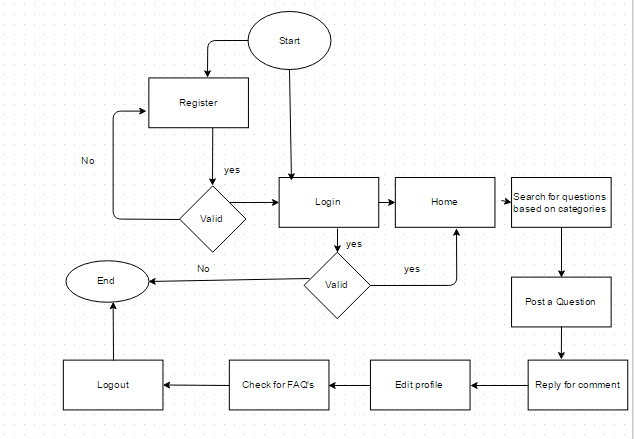 Start
Register
No
yes
Valid
Login
Home
Search for questions
based on categories
yes
No
End
Valid
yes
Post a Question
Logout
Check for FAQ's
Edit profile
Reply for comment